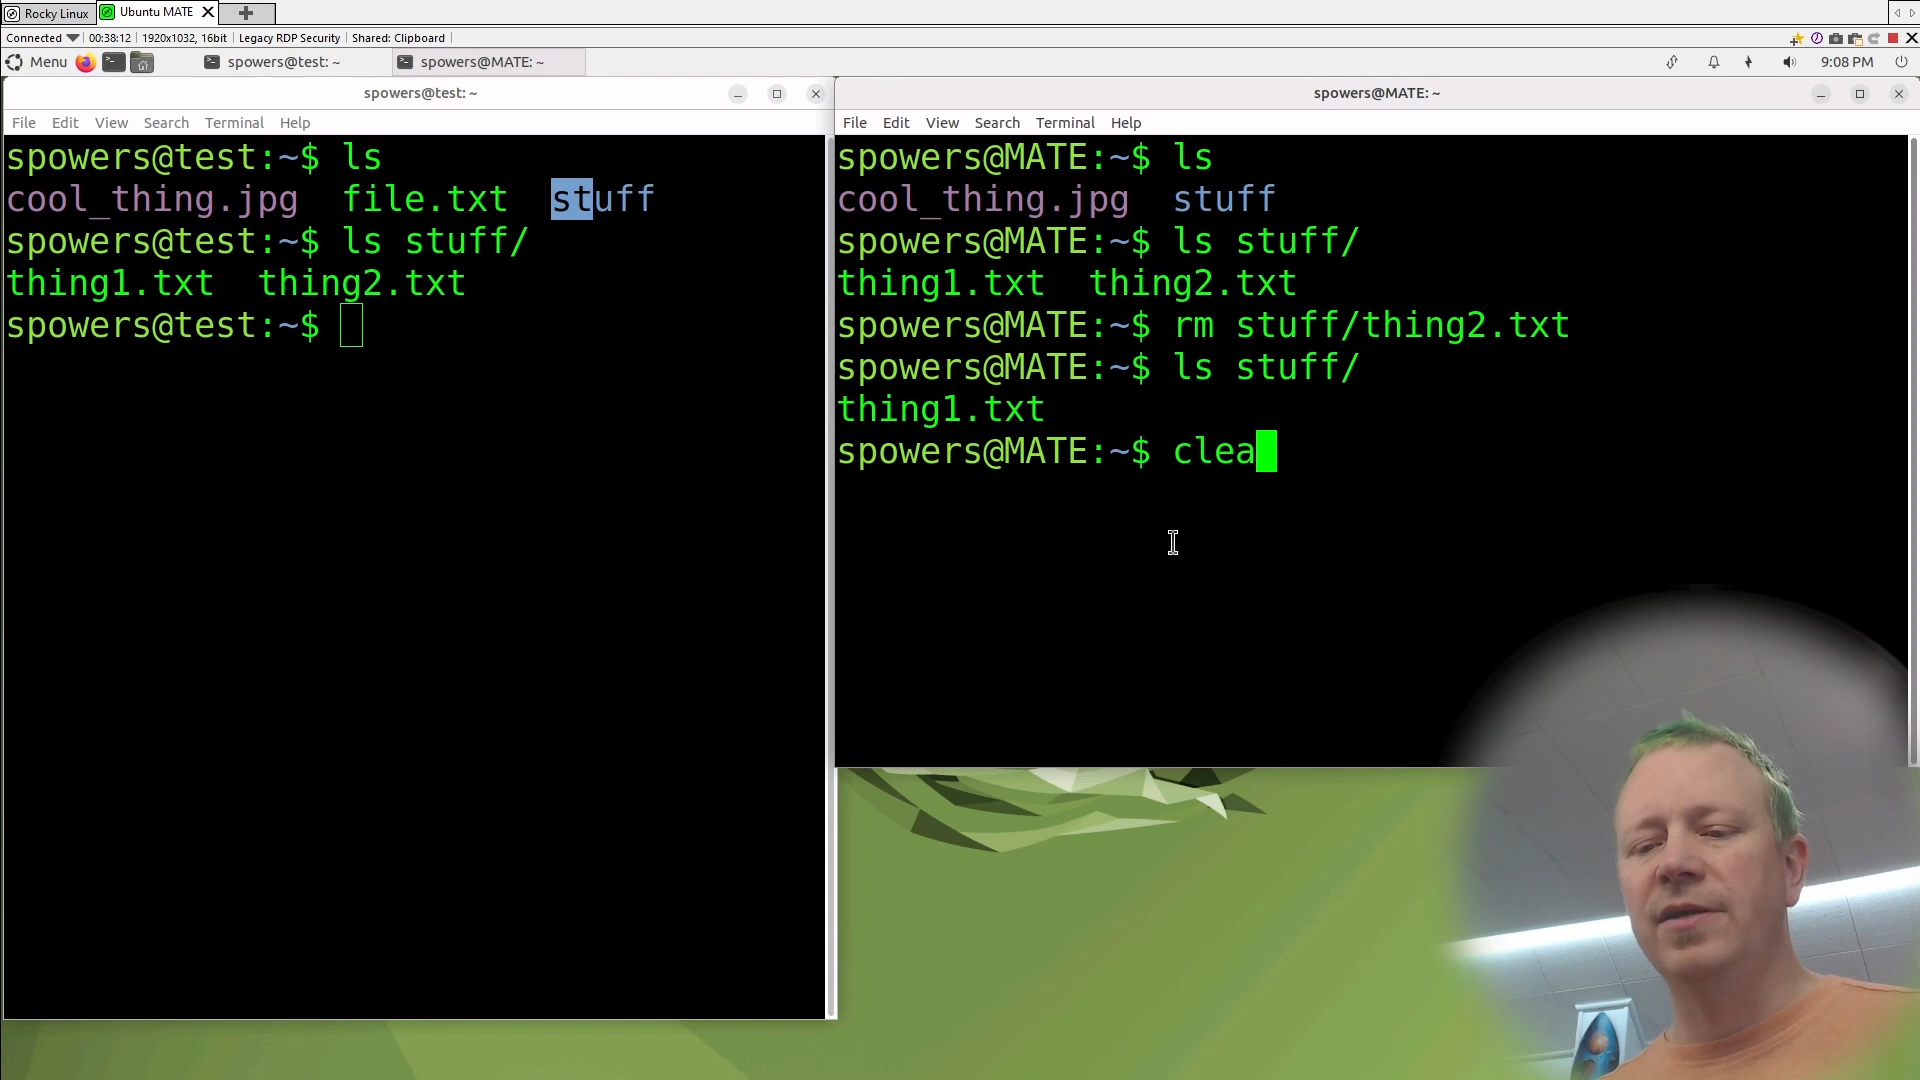 Rocky Linux Ubuntu MATE
Connected 00:38:12 1920x1032, 16bit Legacy RDP Security Shared: Clipboard
Menu spowers@test: ~ spowers@MATE: ~ 9:08 PM
spowers@test: ~
File Edit View Search Terminal Help
spowers@test:~$ ls
cool_thing.jpg file.txt stuff
spowers@test:~$ ls stuff/
thing1.txt thing2.txt
spowers@test:~$
spowers@MATE: ~
File Edit View Search Terminal Help
spowers@MATE:~$ ls
cool_thing.jpg stuff
spowers@MATE:~$ ls stuff/
thing1.txt thing2.txt
spowers@MATE:~$ rm stuff/thing2.txt
spowers@MATE:~$ ls stuff/
thing1.txt
spowers@MATE:~$ clea